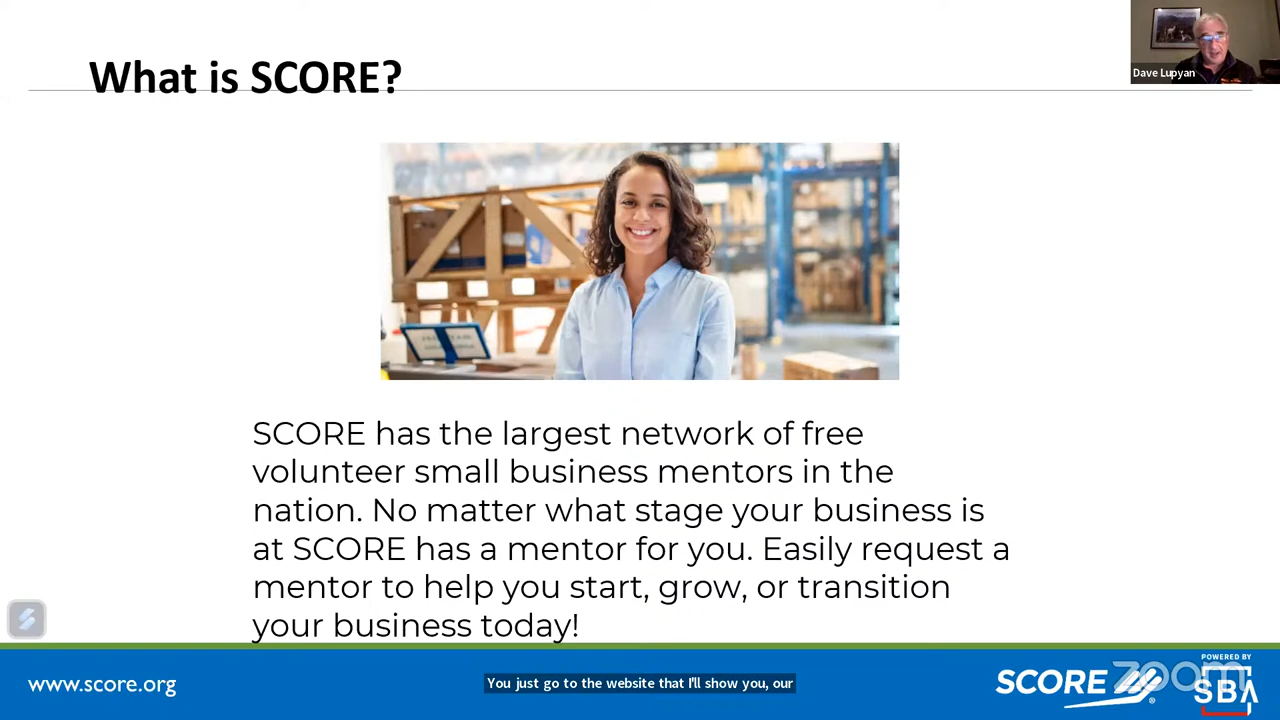 What is SCORE?
Dave Lupyan
SCORE has the largest network of free
volunteer small business mentors in the
nation. No matter what stage your business is
at SCORE has a mentor for you. Easily request a
mentor to help you start, grow, or transition
your business today!
www.score.org
You just go to the website that I'll show you, our
SCORE
®
zoom
POWERED BY
SBA